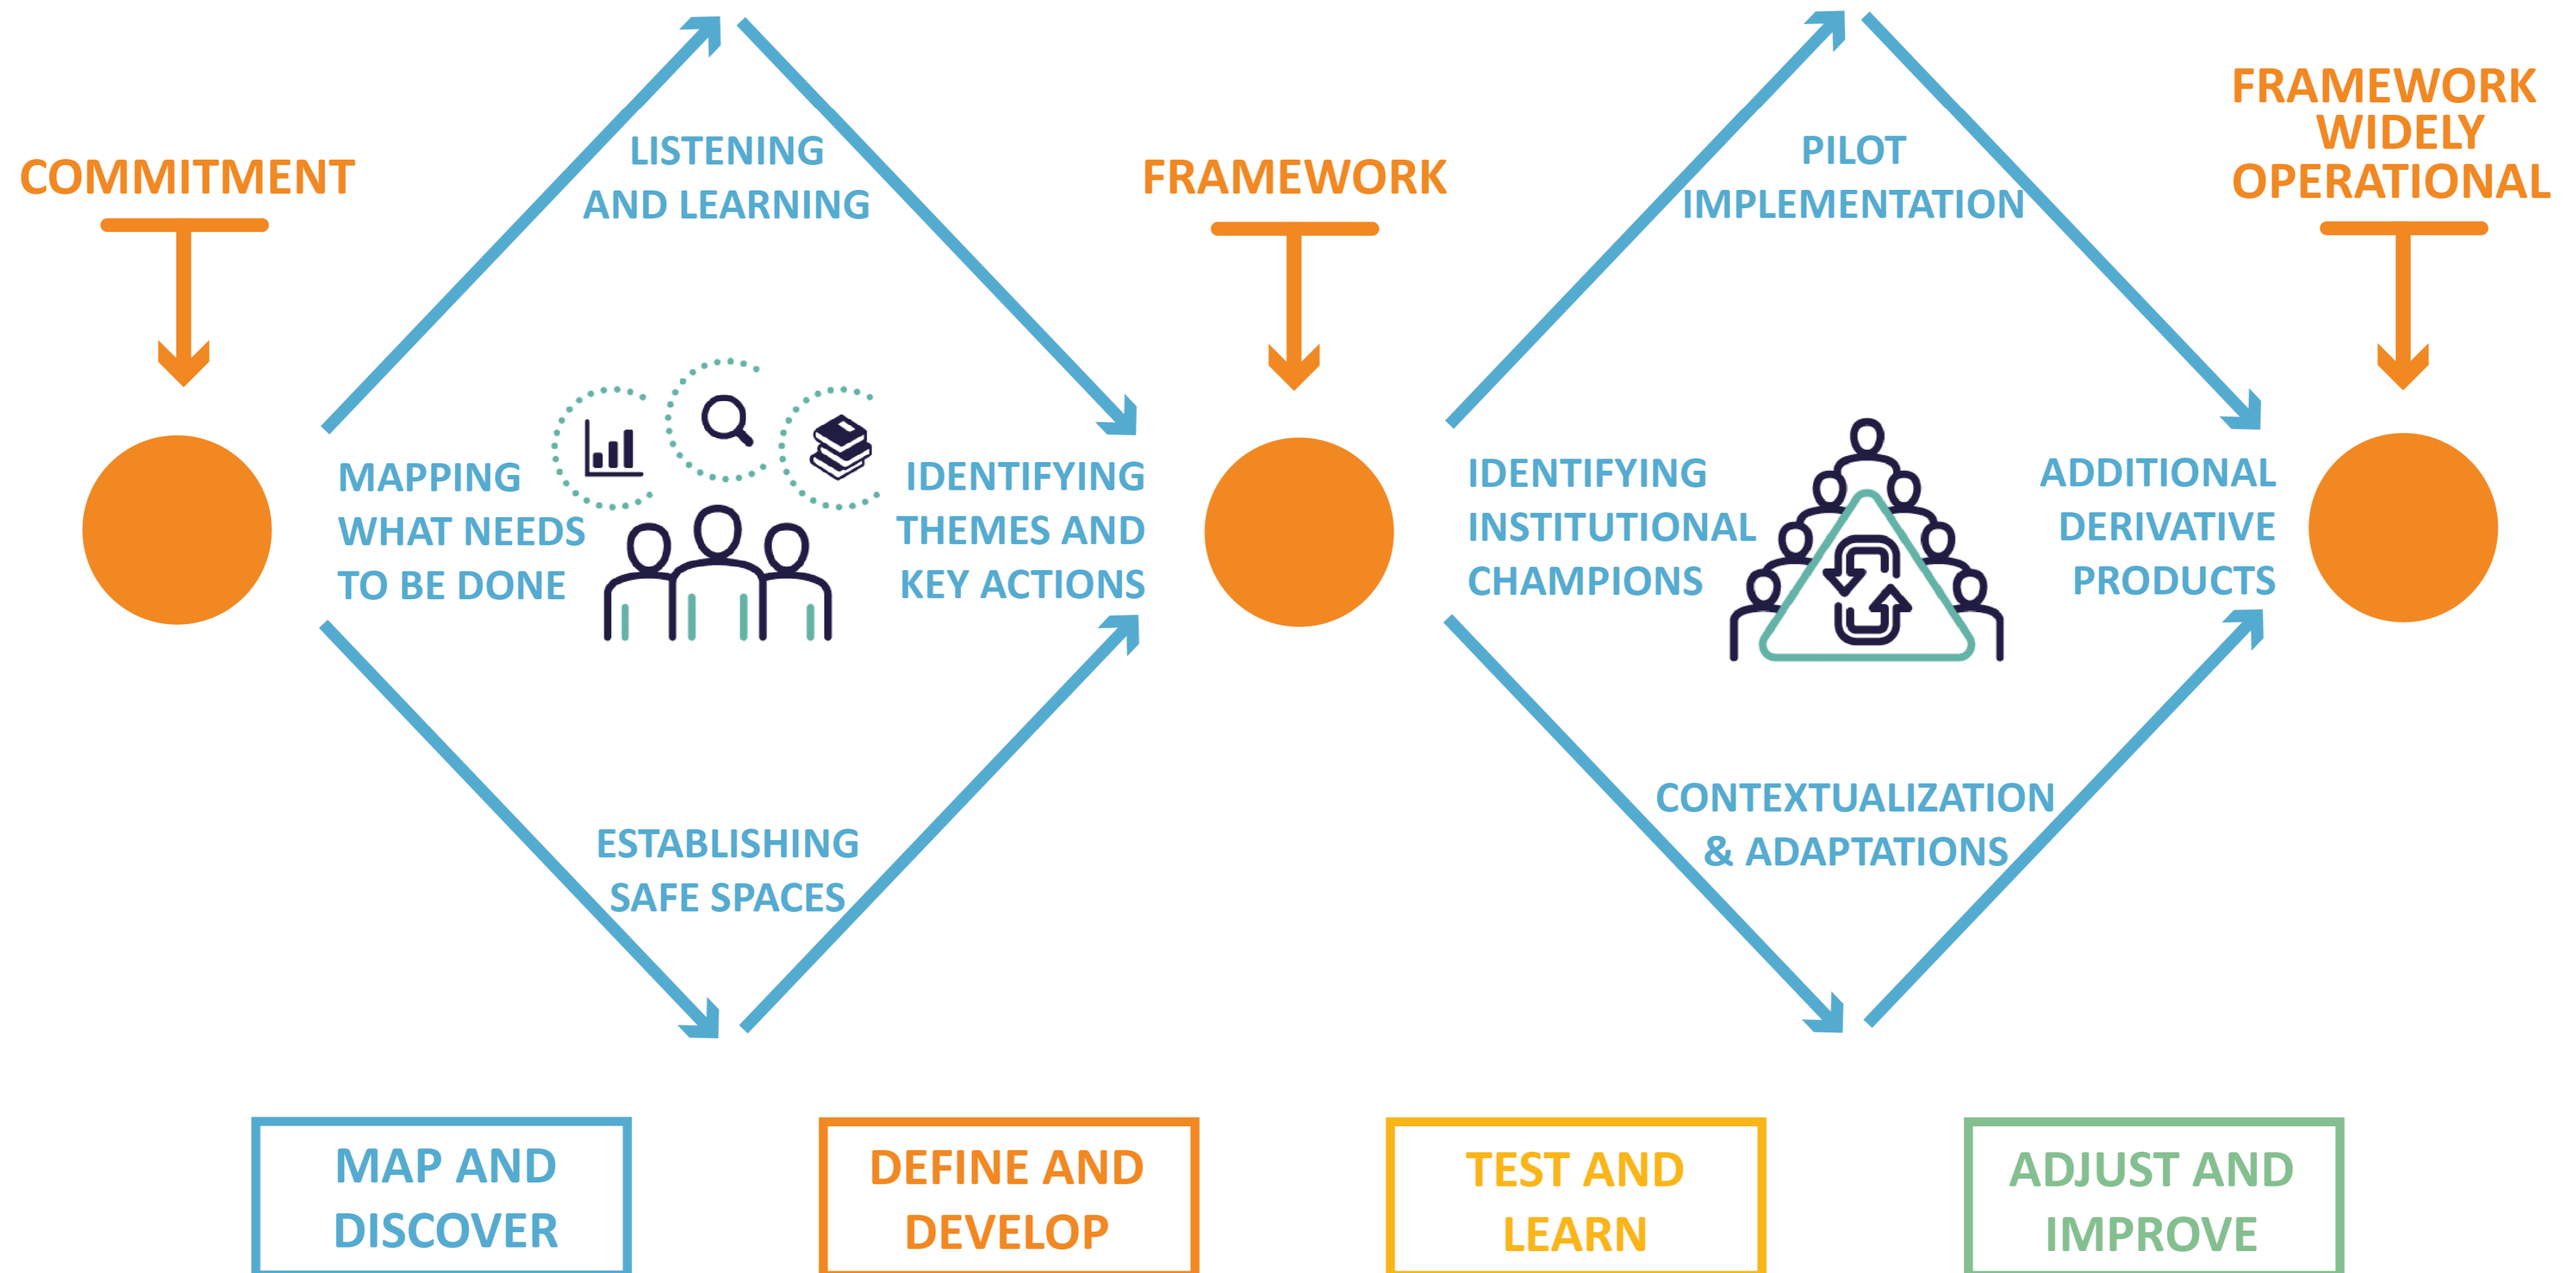 COMMITMENT
LISTENING
AND LEARNING
MAPPING
WHAT NEEDS
TO BE DONE
IDENTIFYING
THEMES AND
KEY ACTIONS
ESTABLISHING
SAFE SPACES
FRAMEWORK
PILOT
IMPLEMENTATION
IDENTIFYING
INSTITUTIONAL
CHAMPIONS
ADDITIONAL
DERIVATIVE
PRODUCTS
CONTEXTUALIZATION
& ADAPTATIONS
FRAMEWORK
WIDELY
OPERATIONAL
MAP AND
DISCOVER
DEFINE AND
DEVELOP
TEST AND
LEARN
ADJUST AND
IMPROVE